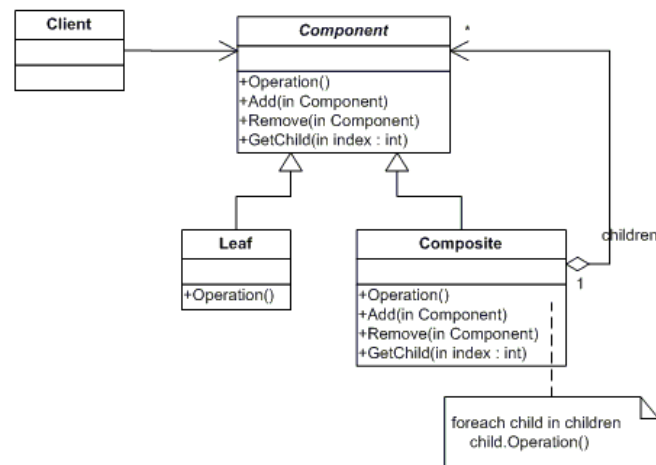 Client
Component
*
+Operation()
+Add(in Component)
+Remove(in Component)
+GetChild(in index : int)
Leaf
+Operation()
Composite
children
1
+Operation()
+Add(in Component)
+Remove(in Component)
+GetChild(in index : int)
foreach child in children
child.Operation()